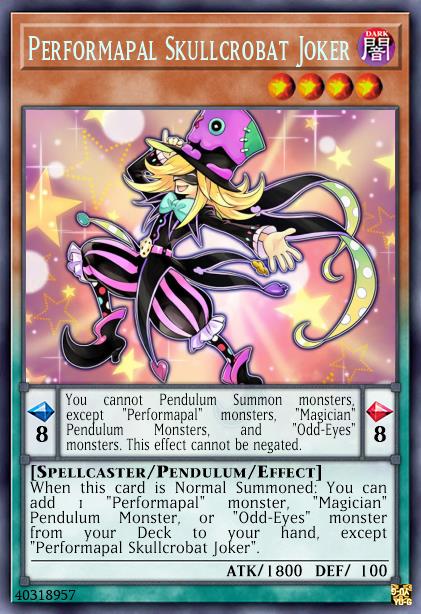 PERFORMAPAL SKULLCROBAT JOKER
DARK
闇
You cannot Pendulum Summon monsters,
except "Performapal" monsters, "Magician"
Pendulum Monsters, and "Odd-Eyes"
monsters. This effect cannot be negated.
8
8
[SPELLCASTER/PENDULUM/EFFECT]
When this card is Normal Summoned: You can
add 1 "Performapal" monster, "Magician"
Pendulum Monster, or "Odd-Eyes" monster
from your Deck to your hand, except
"Performapal Skullcrobat Joker".
ATK/1800 DEF/ 100
40318957